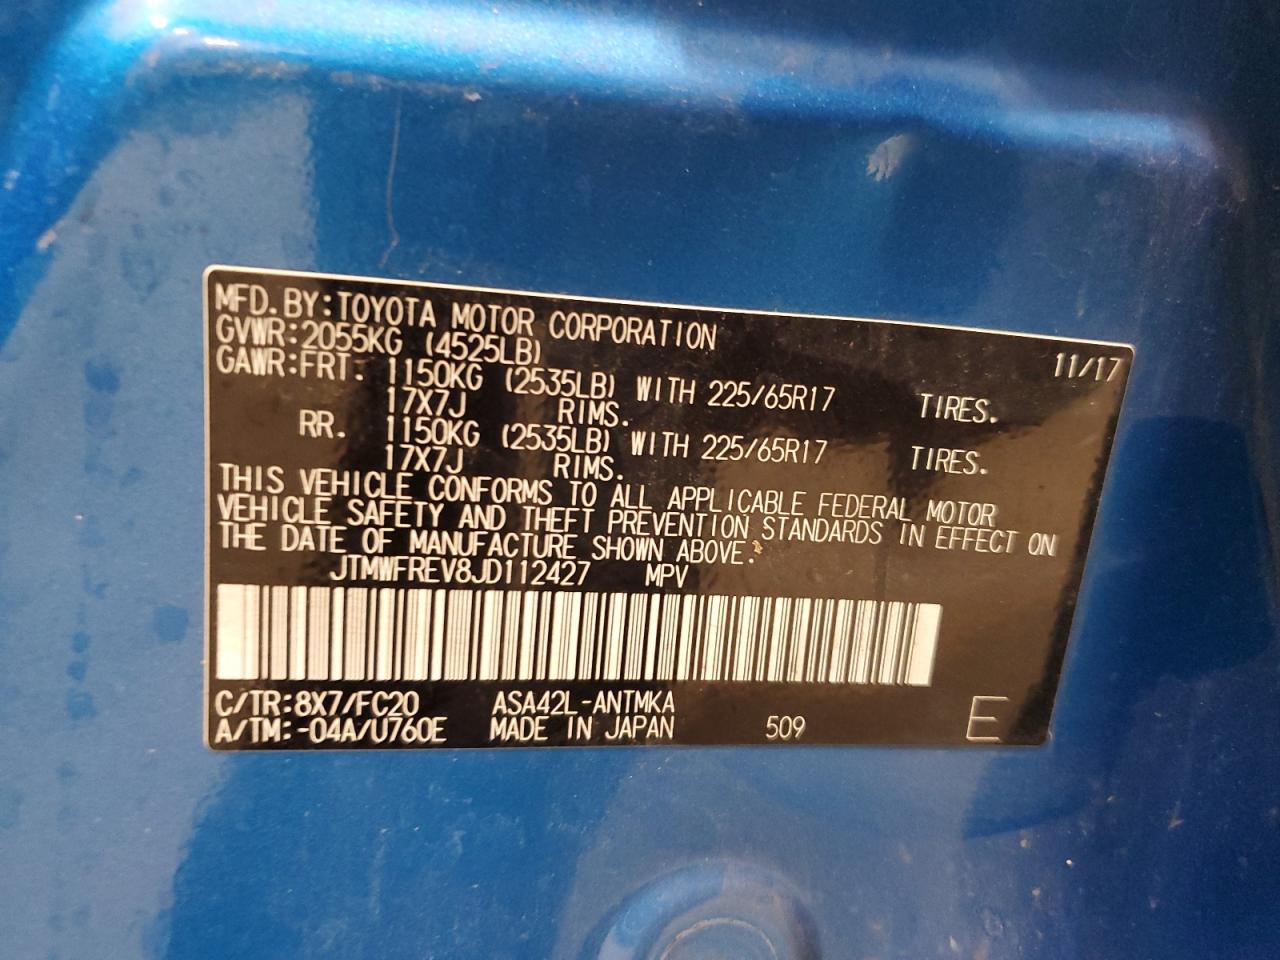 MFD. BY: TOYOTA MOTOR CORPORATION 11/17
GVWR: 2055KG (4525LB)
GAWR: FRT. 1150KG (2535LB) WITH 225/65R17 TIRES.
17X7J RIMS.
RR. 1150KG (2535LB) WITH 225/65R17 TIRES.
17X7J RIMS.
THIS VEHICLE CONFORMS TO ALL APPLICABLE FEDERAL MOTOR
VEHICLE SAFETY AND THEFT PREVENTION STANDARDS IN EFFECT ON
THE DATE OF MANUFACTURE SHOWN ABOVE.
JTMWFREV8JD112427 MPV
C/TR: 8X7/FC20 ASA42L-ANTMKA
A/TM: -04A/U760E MADE IN JAPAN 509 E